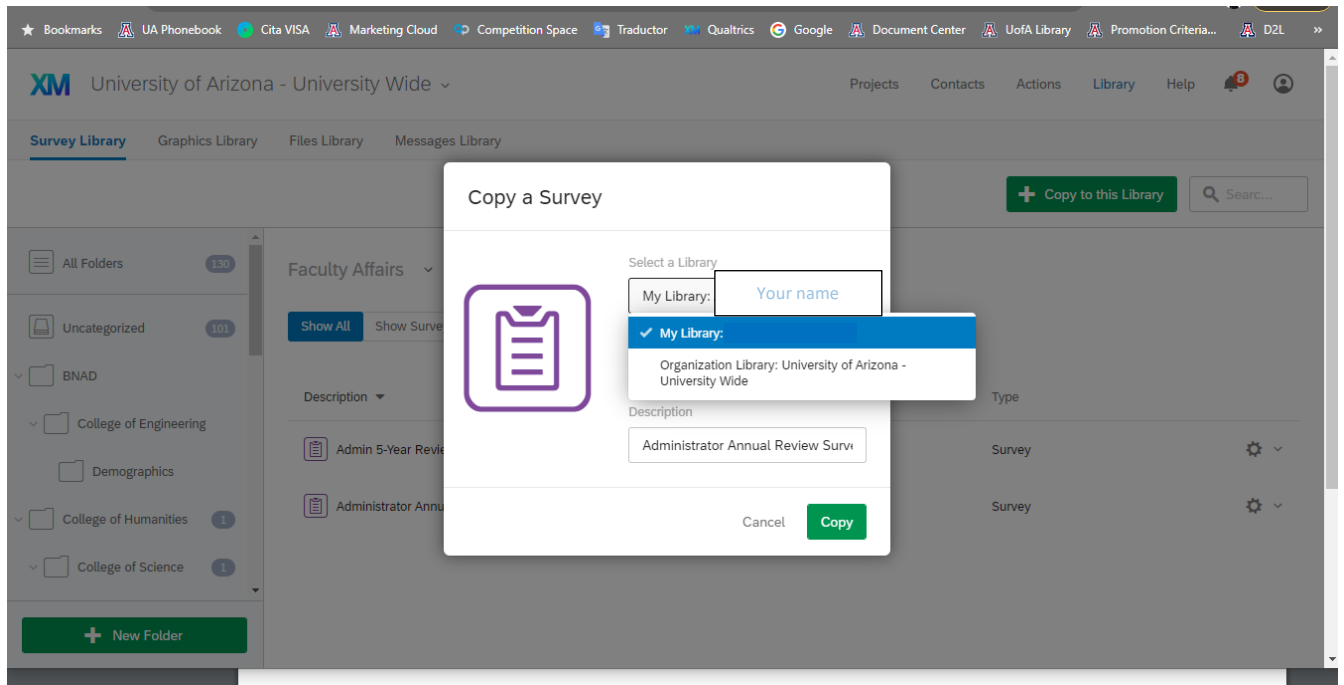 Bookmarks UA Phonebook Cita VISA Marketing Cloud Competition Space Traductor Qualtrics Google Document Center UofA Library Promotion Criteria... D2L »
XM University of Arizona - University Wide Projects Contacts Actions Library Help 8
Survey Library Graphics Library Files Library Messages Library
Copy a Survey
Copy to this Library
Searc...
All Folders 130
Faculty Affairs
Select a Library
My Library: Your name
Uncategorized 101
Show All Show Surve
My Library:
Organization Library: University of Arizona -
University Wide
BNAD
Description
Type
College of Engineering
Description
Admin 5-Year Revie
Administrator Annual Review Surve
Survey
Demographics
College of Humanities 1
Administrator Annu
Survey
Cancel Copy
College of Science 1
New Folder